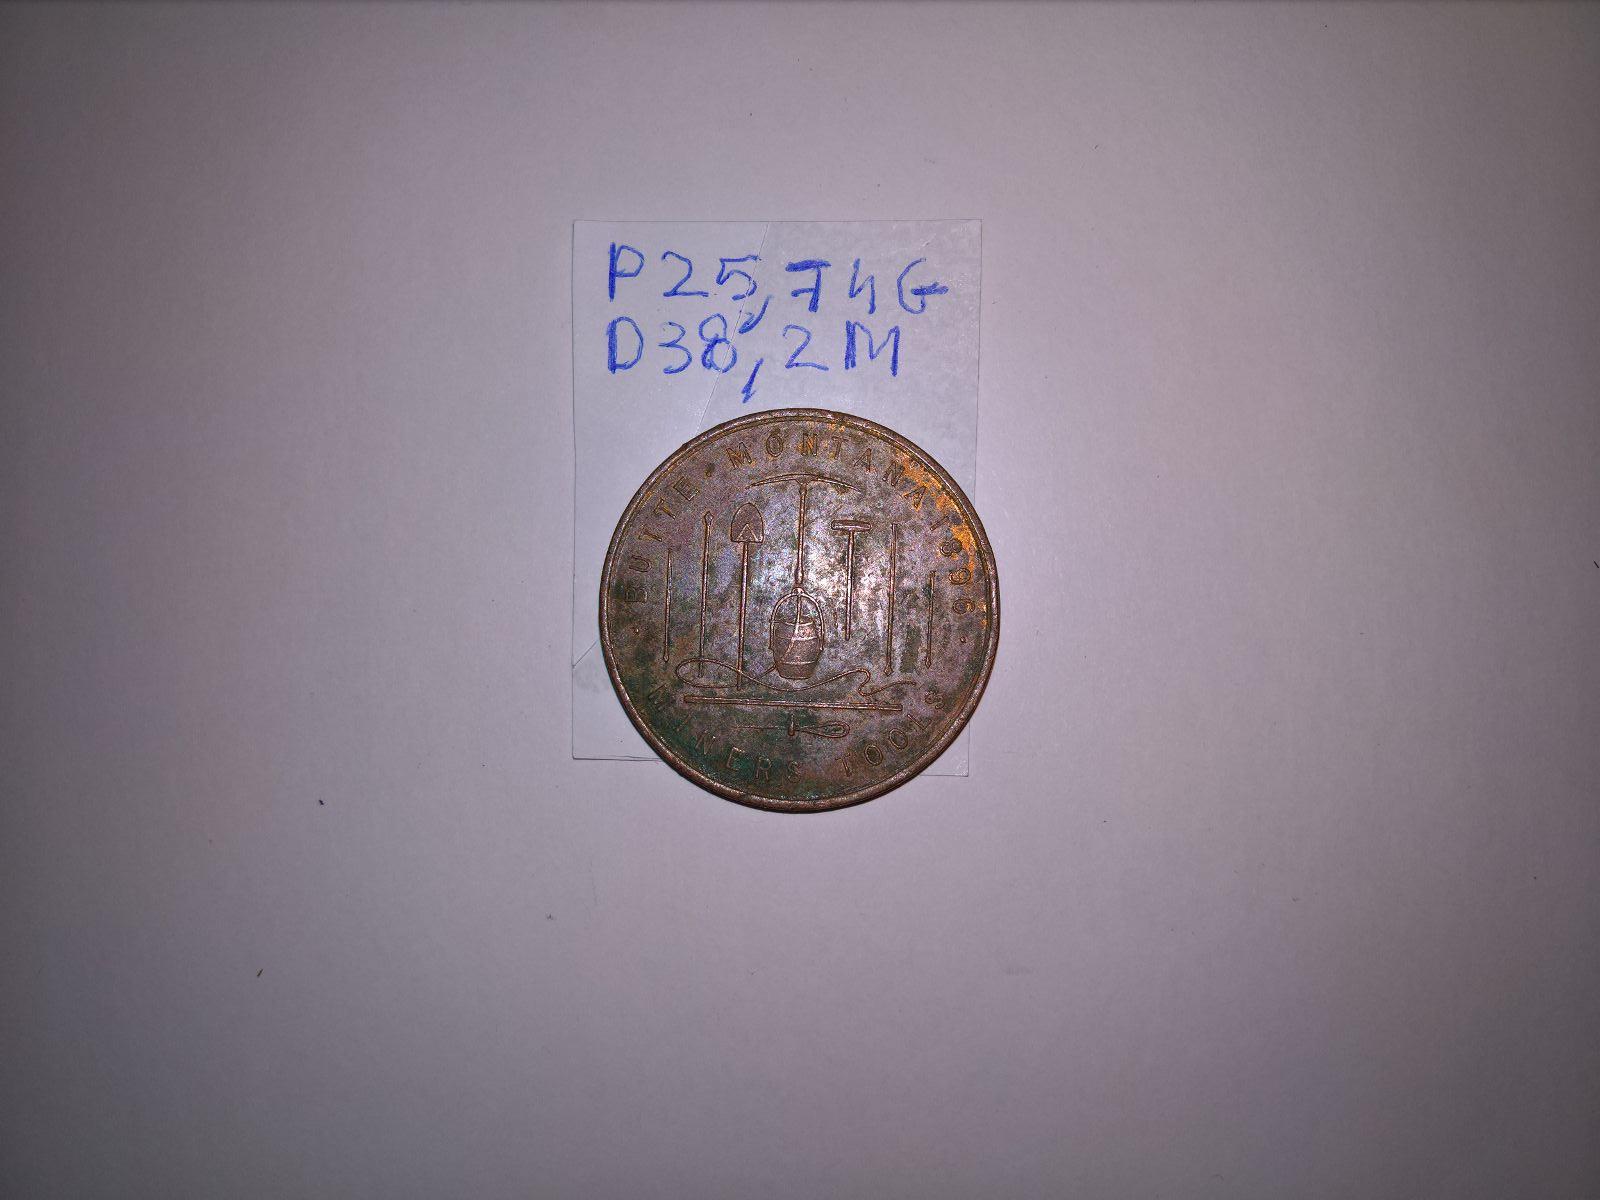 P25,74G
D38,2M
BUTTE · MONTANA 1896 ·
MINERS TOOLS